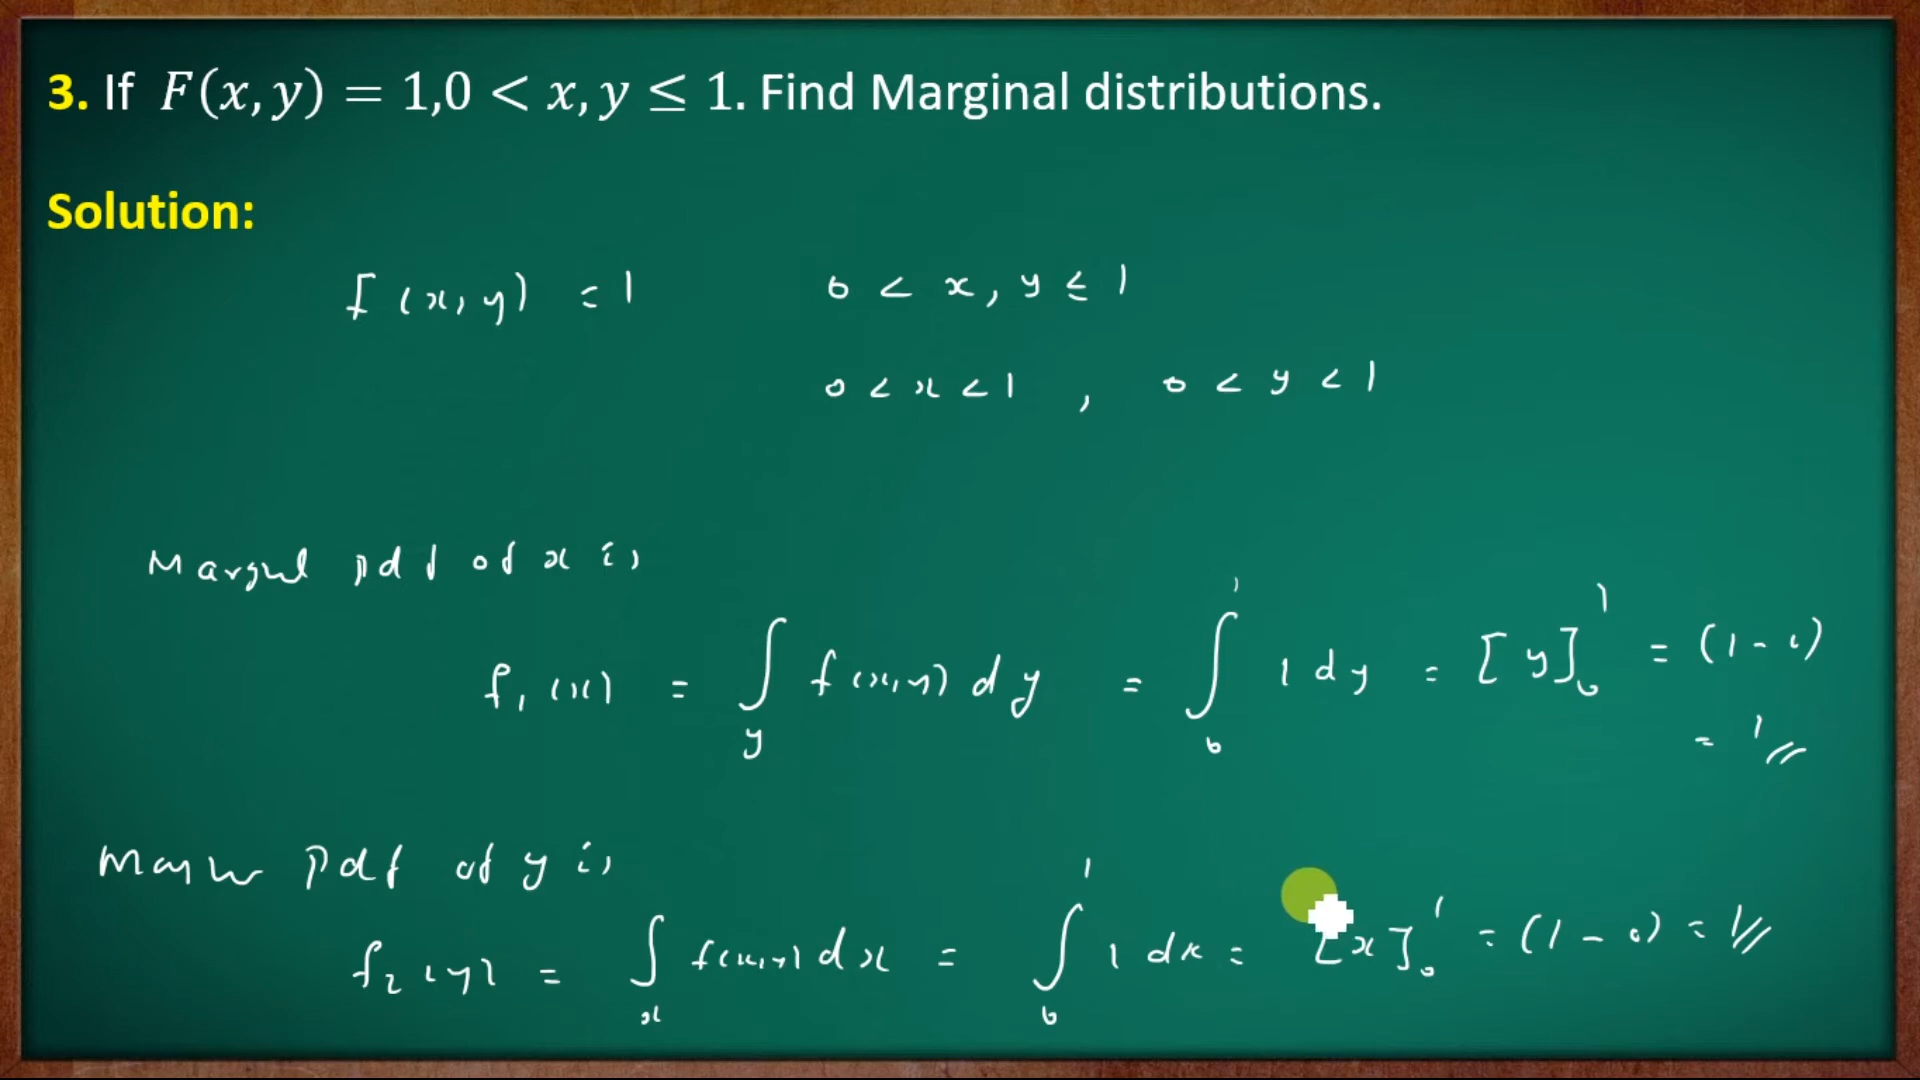 3. If F(x, y) = 1,0 < x, y ≤ 1. Find Marginal distributions.
Solution:
f(x, y) = 1 0 < x, y ≤ 1
0 < x < 1 , 0 < y < 1
pdf of x is
f₁(x) = ∫_y f(x,y) dy = ∫_0^1 1 dy = [y]_0^1 = (1 - 0)
= 1//
pdf of y is
f₂(y) = ∫_x f(x,y) dx = ∫_0^1 1 dx = [x]_0^1 = (1 - 0) = 1//